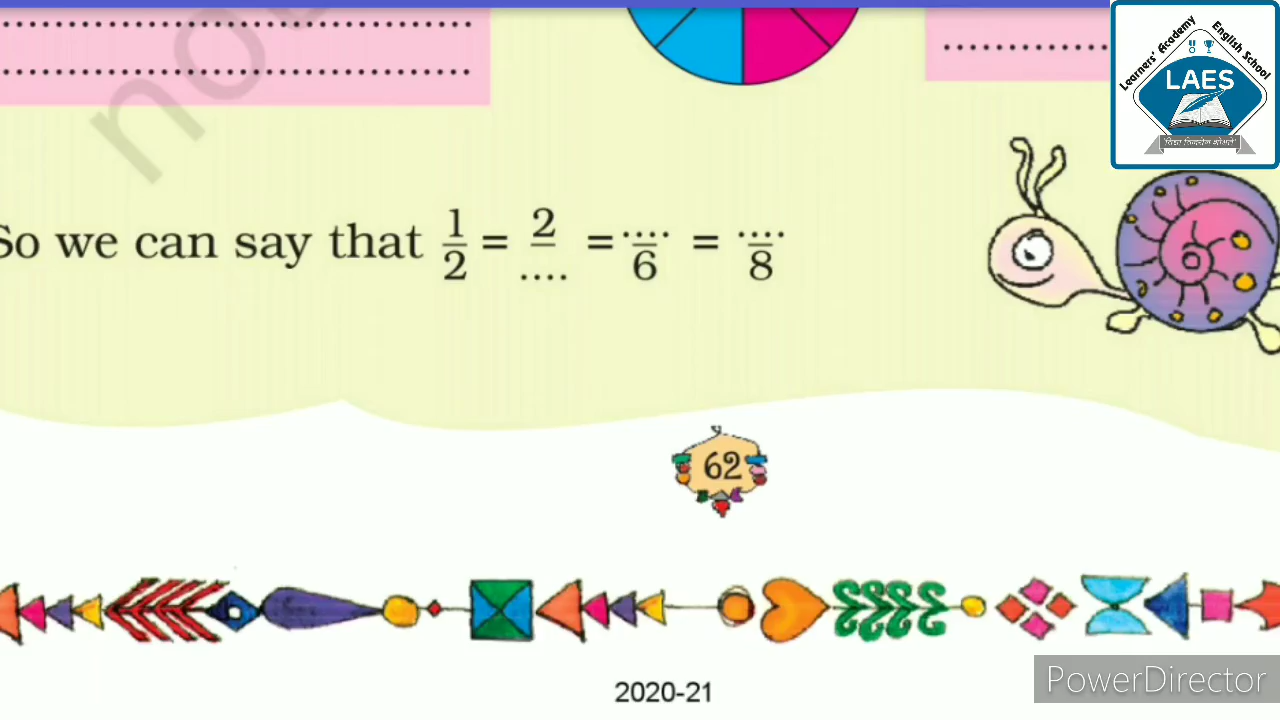 Learners' Academy English School
LAES
no
So we can say that 1/2 = 2/.... = ..../6 = ..../8
62
2020-21
PowerDirector